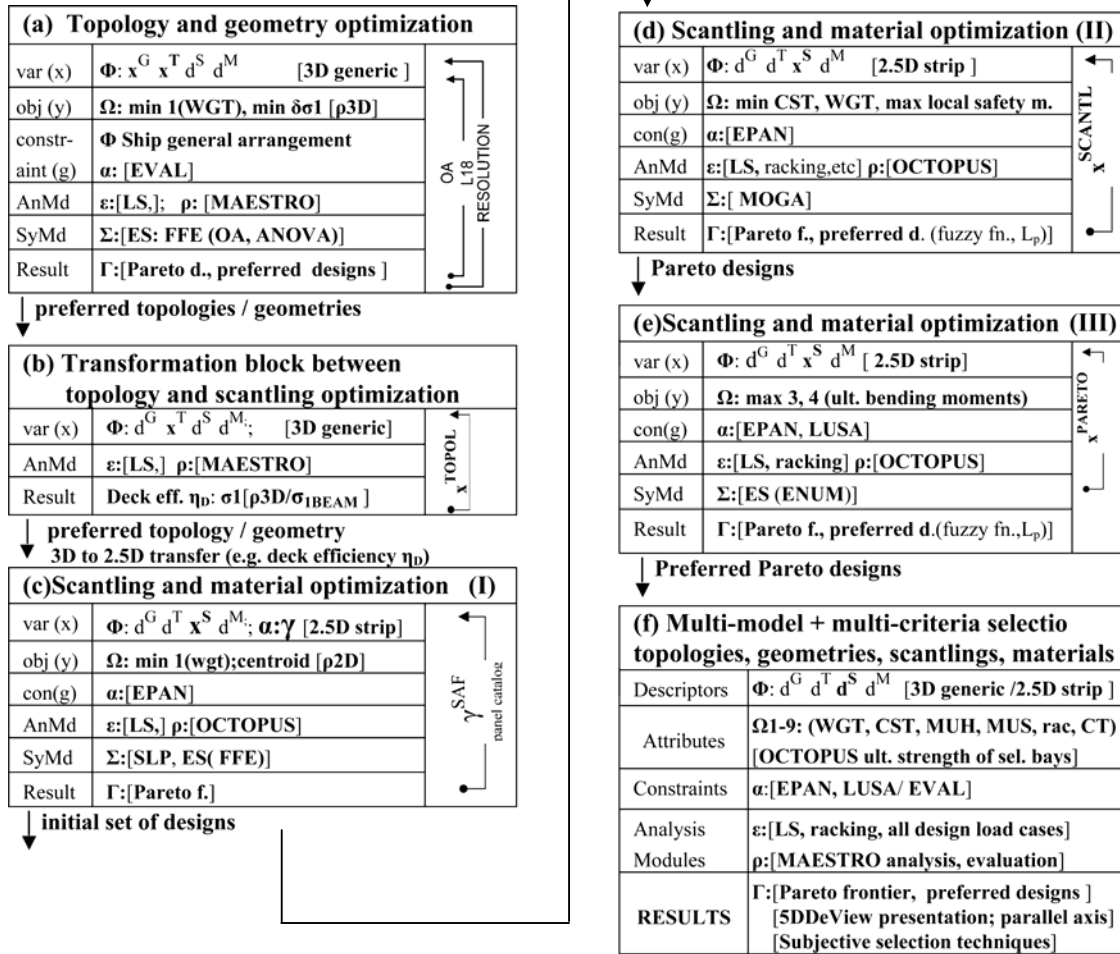 (a) Topology and geometry optimization
var (x) Φ: x^G x^T d^S d^M [3D generic ]
obj (y) Ω: min 1(WGT), min δσ1 [ρ3D]
constr- Φ Ship general arrangement
aint (g) α: [EVAL]
AnMd ε:[LS,]; ρ: [MAESTRO]
SyMd Σ:[ES: FFE (OA, ANOVA)]
Result Γ:[Pareto d., preferred designs ]
OA
L18
RESOLUTION
preferred topologies / geometries
(b) Transformation block between
topology and scantling optimization
var (x) Φ: d^G x^T d^S d^M; [3D generic]
AnMd ε:[LS,] ρ:[MAESTRO]
Result Deck eff. η_D: σ1[ρ3D/σ_1BEAM ]
x^TOPOL
preferred topology / geometry
3D to 2.5D transfer (e.g. deck efficiency η_D)
(c)Scantling and material optimization (I)
var (x) Φ: d^G d^T x^S d^M; α:γ [2.5D strip]
obj (y) Ω: min 1(wgt);centroid [ρ2D]
con(g) α:[EPAN]
AnMd ε:[LS,] ρ:[OCTOPUS]
SyMd Σ:[SLP, ES( FFE)]
Result Γ:[Pareto f.]
γ^SAF
panel catalog
initial set of designs
(d) Scantling and material optimization (II)
var (x) Φ: d^G d^T x^S d^M [2.5D strip ]
obj (y) Ω: min CST, WGT, max local safety m.
con(g) α:[EPAN]
AnMd ε:[LS, racking,etc] ρ:[OCTOPUS]
SyMd Σ:[ MOGA]
Result Γ:[Pareto f., preferred d. (fuzzy fn., L_p)]
x^SCANTL
Pareto designs
(e)Scantling and material optimization (III)
var (x) Φ: d^G d^T x^S d^M [ 2.5D strip]
obj (y) Ω: max 3, 4 (ult. bending moments)
con(g) α:[EPAN, LUSA]
AnMd ε:[LS, racking] ρ:[OCTOPUS]
SyMd Σ:[ES (ENUM)]
Result Γ:[Pareto f., preferred d.(fuzzy fn.,L_p)]
x^PARETO
Preferred Pareto designs
(f) Multi-model + multi-criteria selectio
topologies, geometries, scantlings, materials
Descriptors Φ: d^G d^T d^S d^M [3D generic /2.5D strip ]
Attributes Ω1-9: (WGT, CST, MUH, MUS, rac, CT)
[OCTOPUS ult. strength of sel. bays]
Constraints α:[EPAN, LUSA/ EVAL]
Analysis ε:[LS, racking, all design load cases]
Modules ρ:[MAESTRO analysis, evaluation]
RESULTS Γ:[Pareto frontier, preferred designs ]
[5DDeView presentation; parallel axis]
[Subjective selection techniques]